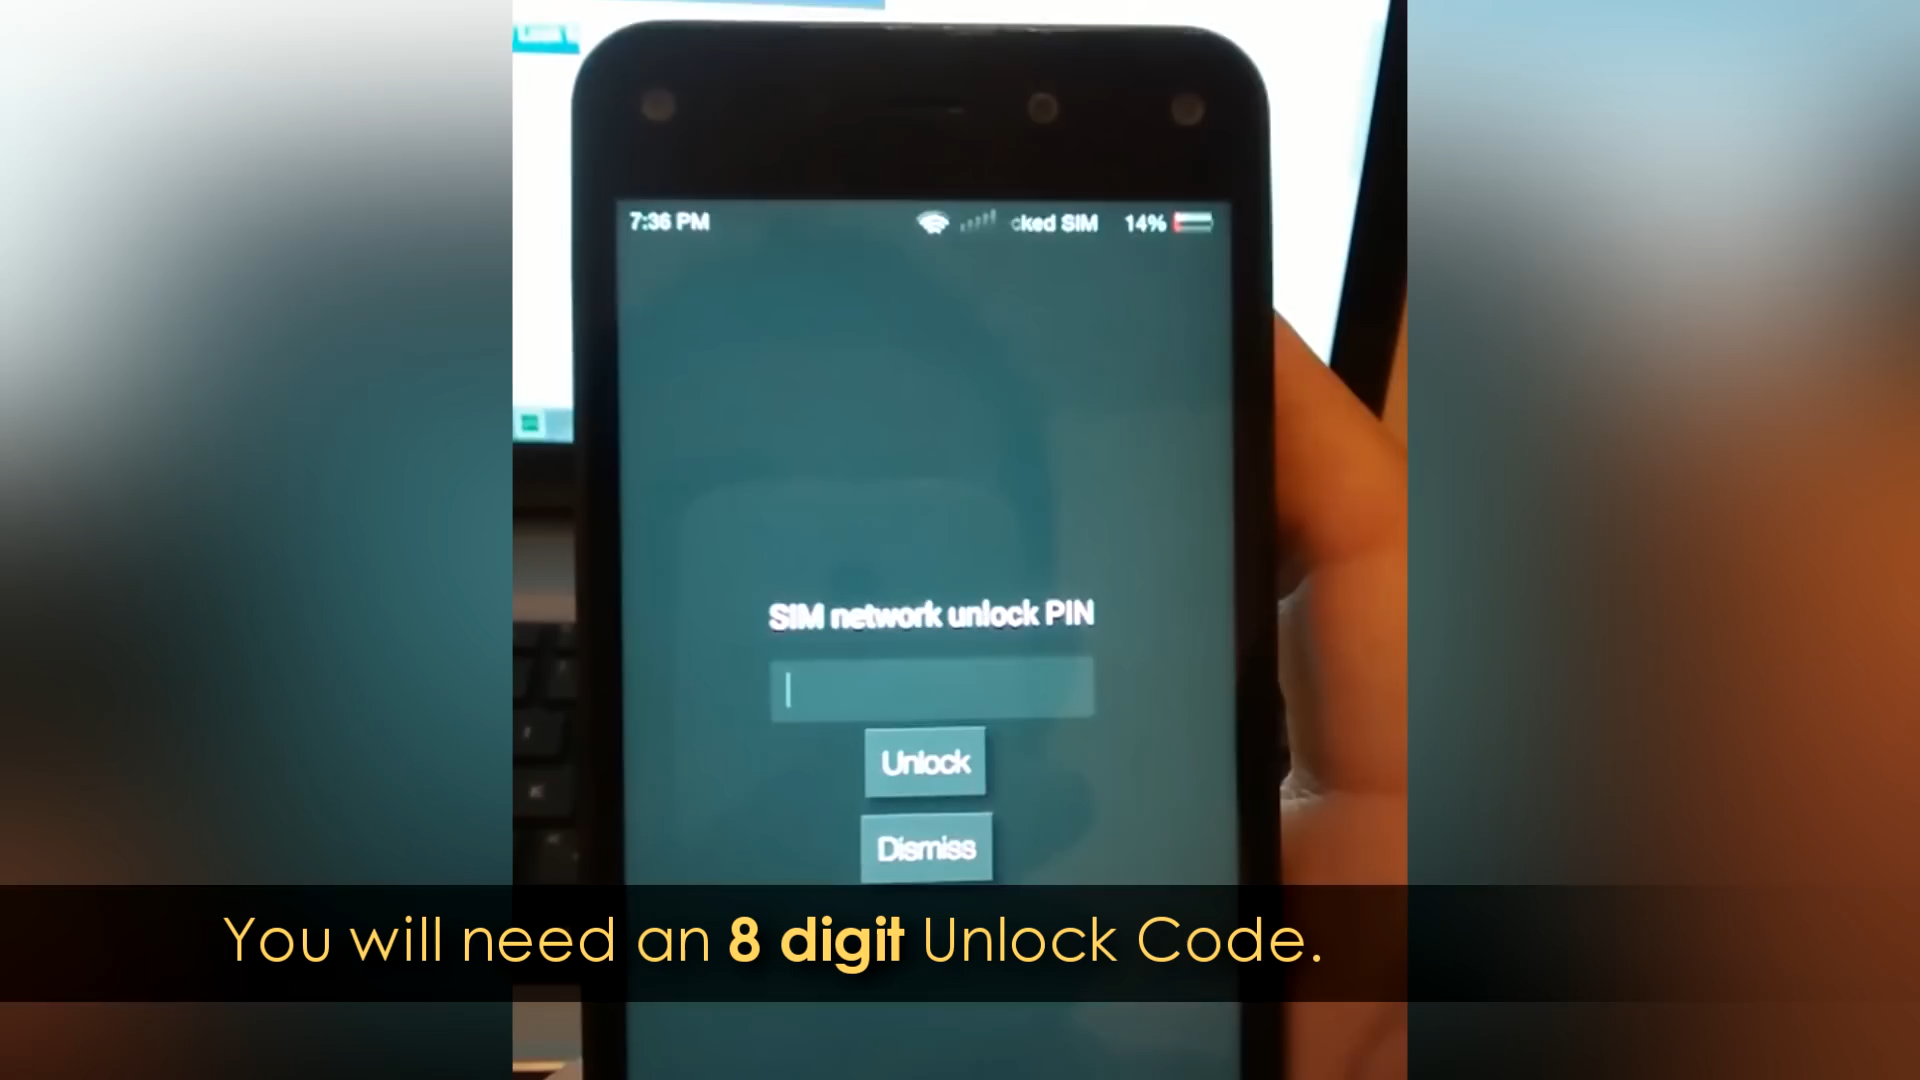 7:36 PM cked SIM 14%
SIM network unlock PIN
Unlock
Dismiss
You will need an 8 digit Unlock Code.